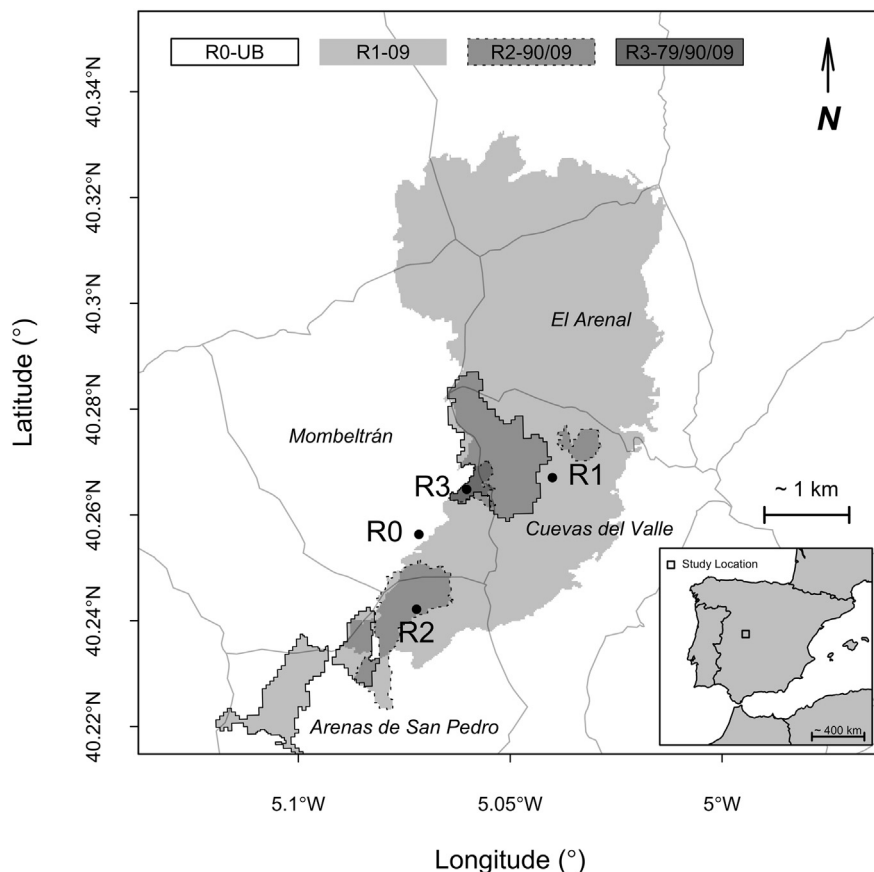 R0-UB R1-09 R2-90/09 R3-79/90/09
N
40.34°N
40.32°N
40.3°N
40.28°N
40.26°N
40.24°N
40.22°N
Latitude (°)
El Arenal
Mombeltrán
R1
R3
~ 1 km
R0
Cuevas del Valle
Study Location
R2
Arenas de San Pedro
~ 400 km
5.1°W 5.05°W 5°W
Longitude (°)